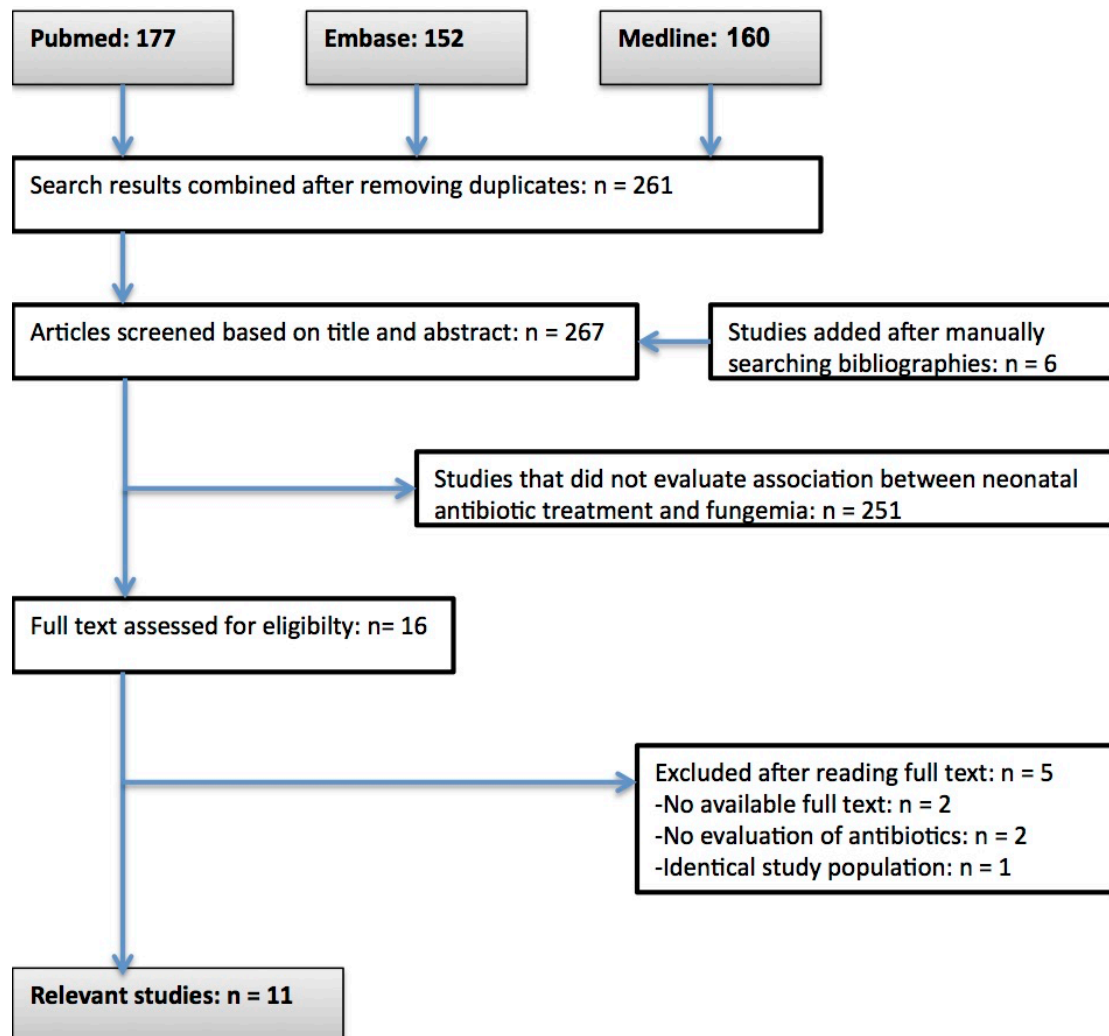 Pubmed: 177
Embase: 152
Medline: 160
Search results combined after removing duplicates: n = 261
Articles screened based on title and abstract: n = 267
Studies added after manually
searching bibliographies: n = 6
Studies that did not evaluate association between neonatal
antibiotic treatment and fungemia: n = 251
Full text assessed for eligibilty: n= 16
Excluded after reading full text: n = 5
-No available full text: n = 2
-No evaluation of antibiotics: n = 2
-Identical study population: n = 1
Relevant studies: n = 11